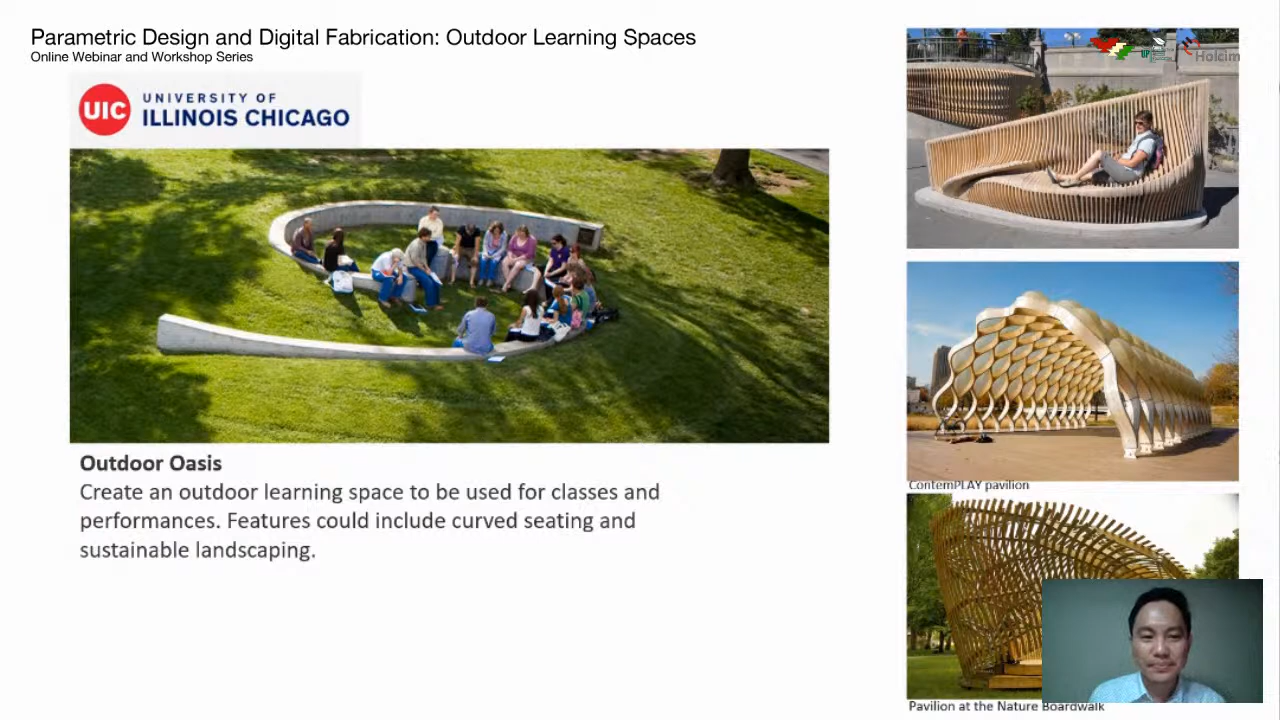 Parametric Design and Digital Fabrication: Outdoor Learning Spaces
Online Webinar and Workshop Series
UIC
UNIVERSITY OF
ILLINOIS CHICAGO
Outdoor Oasis
Create an outdoor learning space to be used for classes and
performances. Features could include curved seating and
sustainable landscaping.
Holcim
ContemPLAY pavilion
Pavilion at the Nature Boardwalk